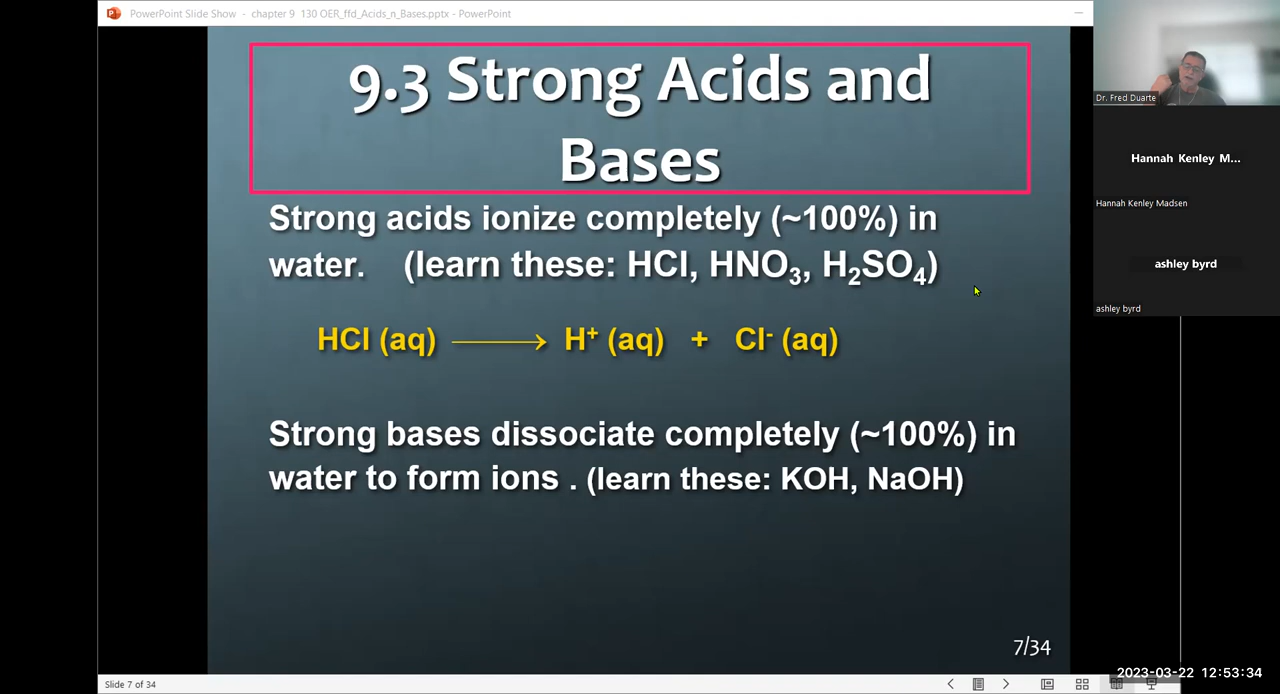 PowerPoint Slide Show - chapter 9 130 OER_ffd_Acids_n_Bases.pptx - PowerPoint
9.3 Strong Acids and
Bases
Strong acids ionize completely (~100%) in
water. (learn these: HCl, HNO₃, H₂SO₄)
HCl (aq) ⟶ H⁺ (aq) + Cl⁻ (aq)
Strong bases dissociate completely (~100%) in
water to form ions . (learn these: KOH, NaOH)
7/34
Slide 7 of 34
Dr. Fred Duarte
Hannah Kenley M...
Hannah Kenley Madsen
ashley byrd
ashley byrd
2023-03-22 12:53:34